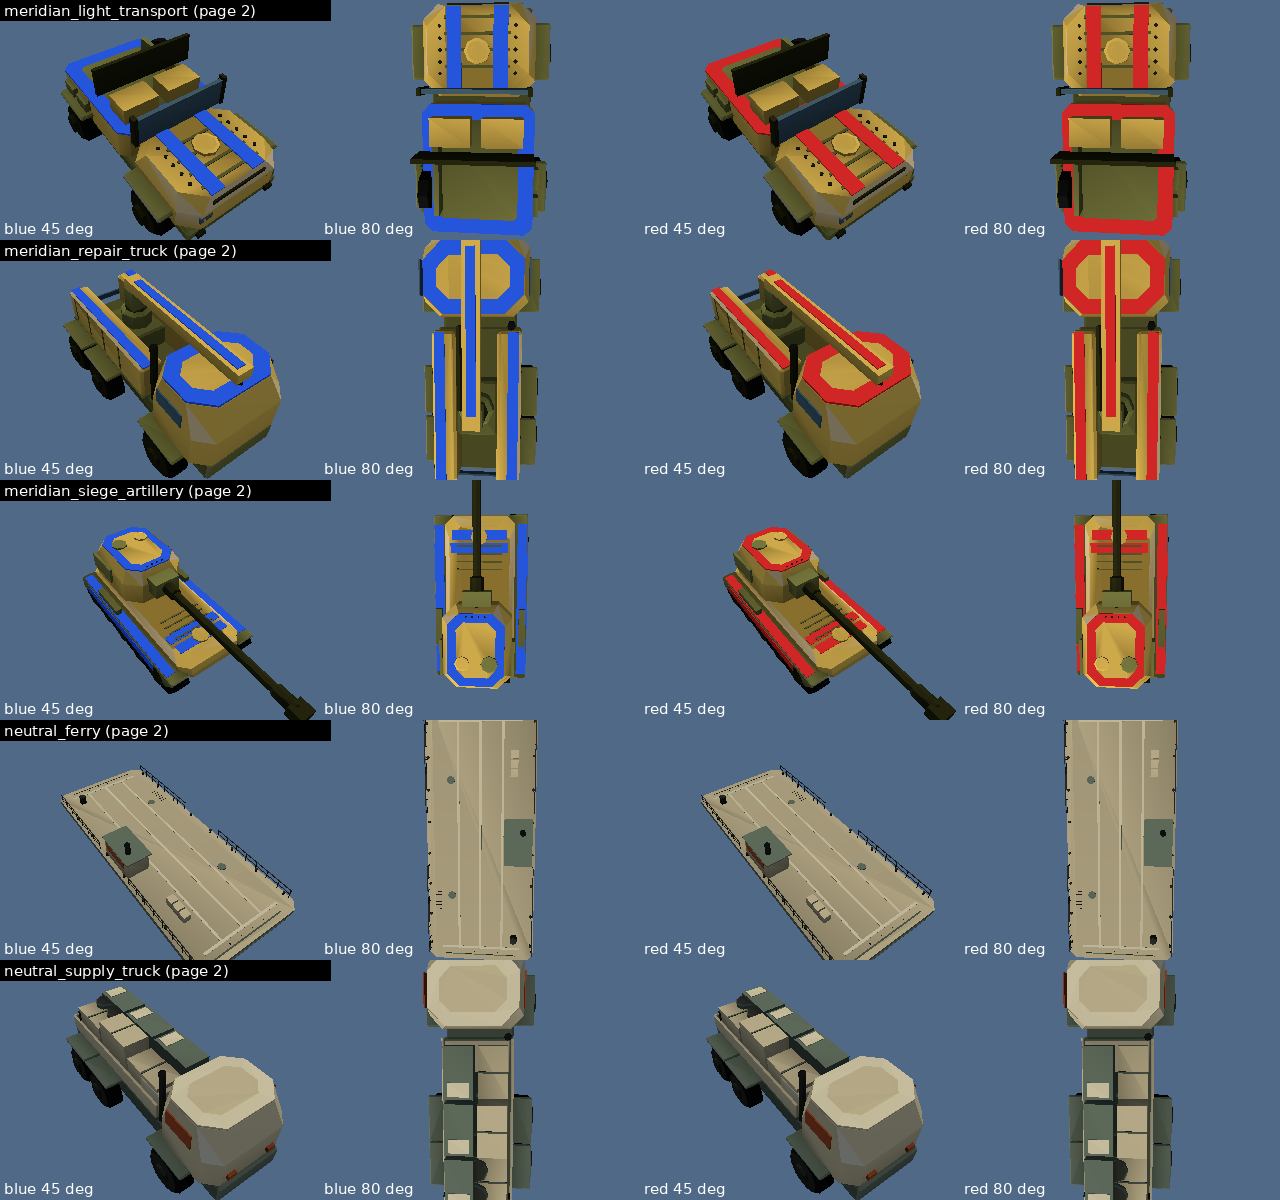 meridian_light_transport (page 2)
blue 45 deg
blue 80 deg
red 45 deg
red 80 deg
meridian_repair_truck (page 2)
blue 45 deg
blue 80 deg
red 45 deg
red 80 deg
meridian_siege_artillery (page 2)
blue 45 deg
blue 80 deg
red 45 deg
red 80 deg
neutral_ferry (page 2)
blue 45 deg
blue 80 deg
red 45 deg
red 80 deg
neutral_supply_truck (page 2)
blue 45 deg
blue 80 deg
red 45 deg
red 80 deg